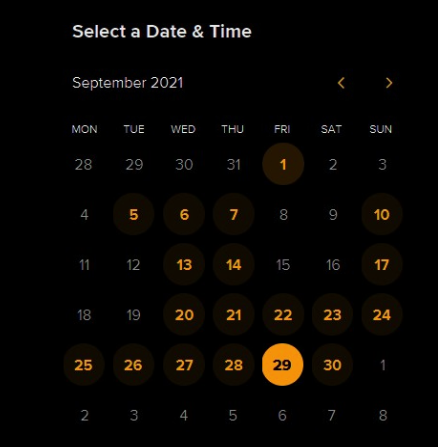 Select a Date & Time
September 2021
MON TUE WED THU FRI SAT SUN
28 29 30 31 1 2 3
4 5 6 7 8 9 10
11 12 13 14 15 16 17
18 19 20 21 22 23 24
25 26 27 28 29 30 1
2 3 4 5 6 7 8